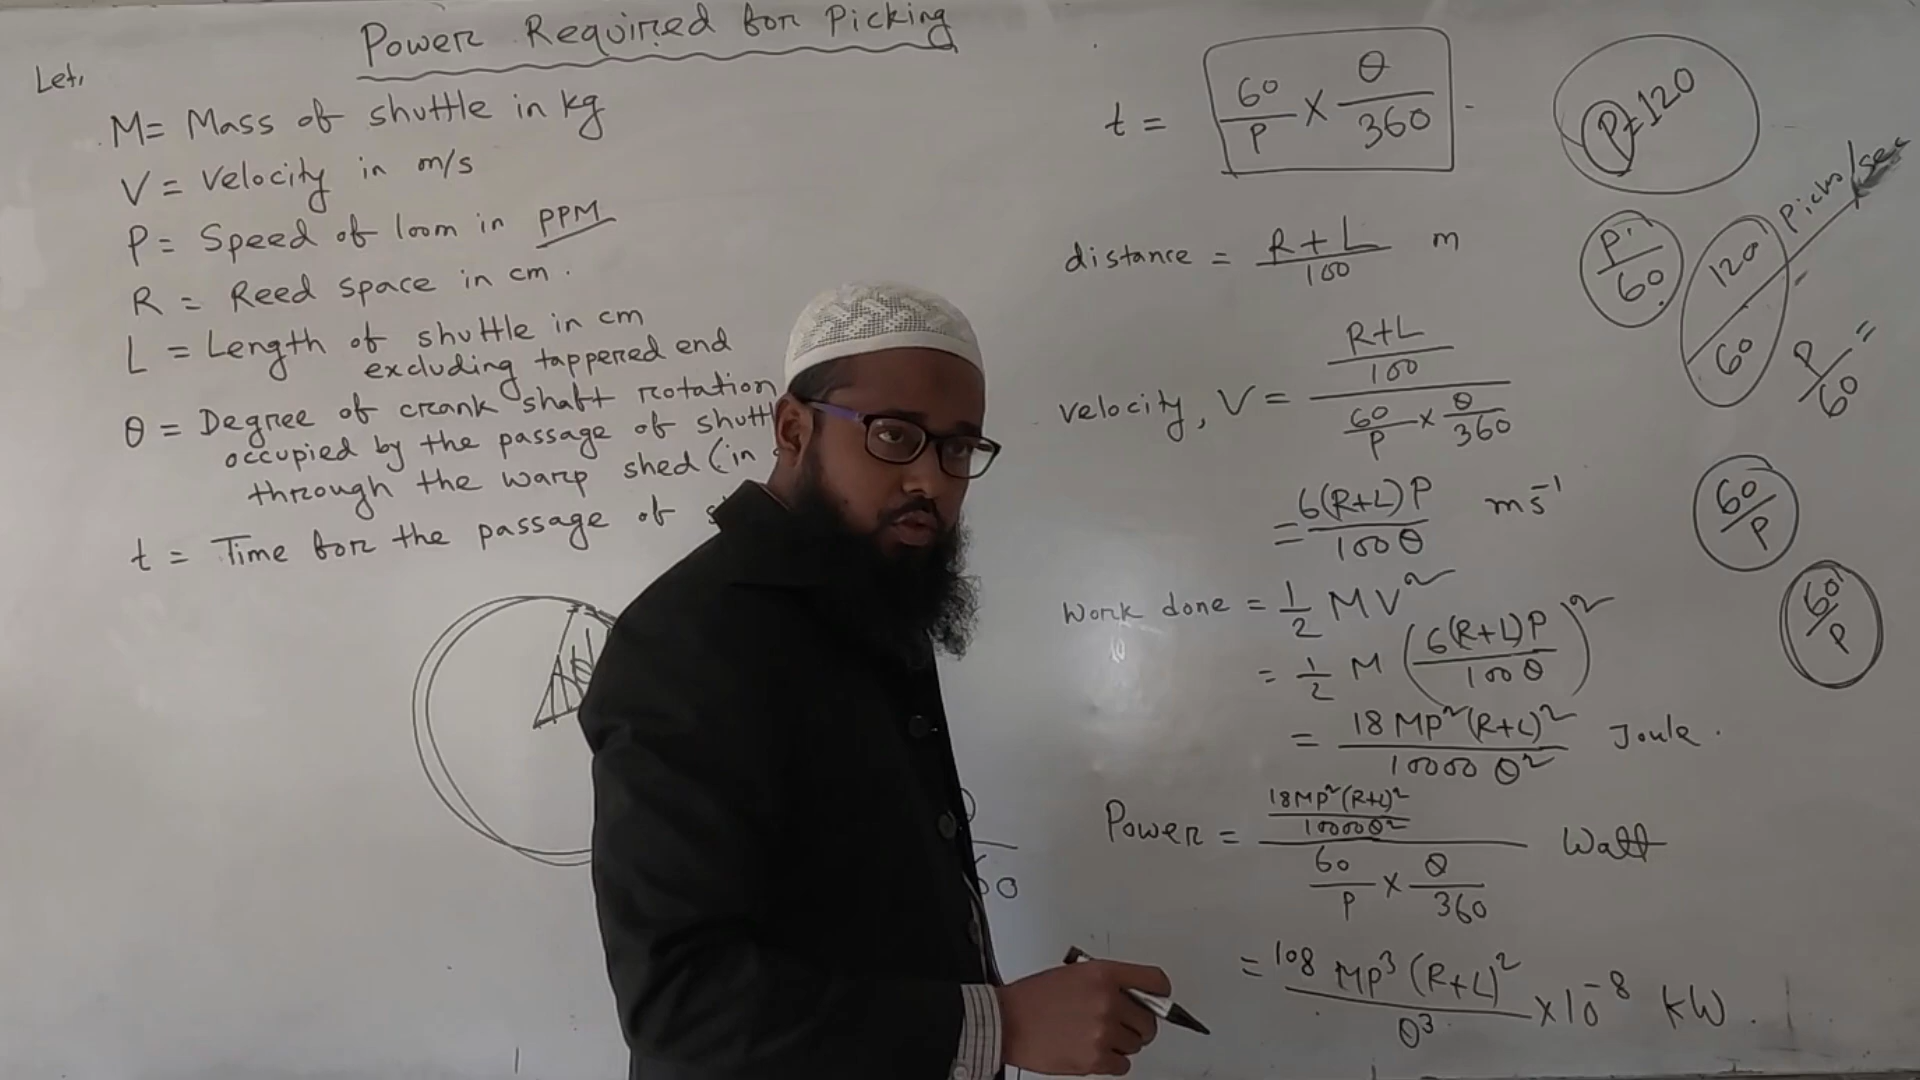 Power Required for Picking
Let,
M = Mass of shuttle in kg
V = Velocity in m/s
P = Speed of loom in PPM
R = Reed space in cm.
L = Length of shuttle in cm
excluding tappered end
θ = Degree of crank shaft rotation
occupied by the passage of shuttl
through the warp shed (in
t = Time for the passage of s
60
t = 60/P × θ/360
distance = (R+L)/100 m
velocity, V = ((R+L)/100) / (60/P × θ/360)
= 6(R+L)P / 100θ ms⁻¹
Work done = 1/2 MV²
= 1/2 M (6(R+L)P / 100θ)²
= 18MP²(R+L)² / 10000θ² Joule.
Power = (18MP²(R+L)² / 10000θ²) / (60/P × θ/360) Watt
= 108 MP³(R+L)² / θ³ × 10⁻⁸ kW.
P=120
P/60
120/60 Picks/sec
P/60 =
60/P
60/P